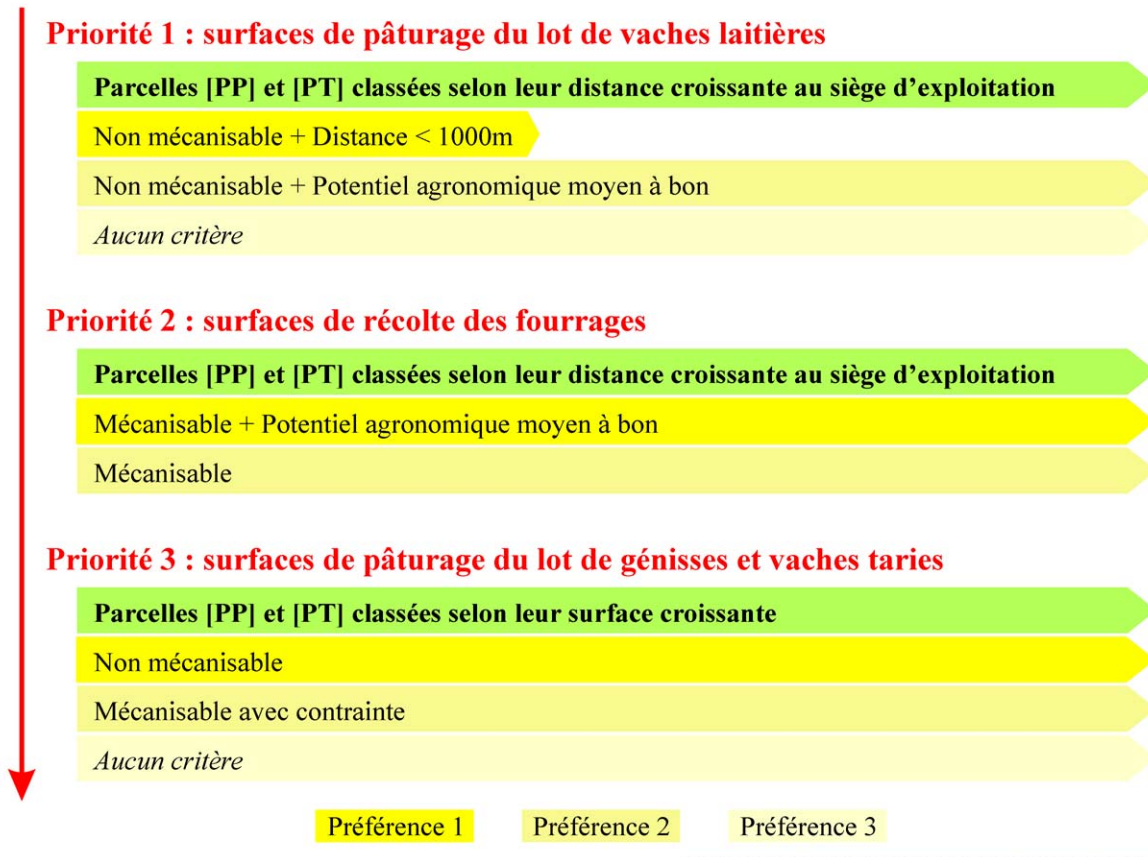 Priorité 1 : surfaces de pâturage du lot de vaches laitières
Parcelles [PP] et [PT] classées selon leur distance croissante au siège d’exploitation
Non mécanisable + Distance < 1000m
Non mécanisable + Potentiel agronomique moyen à bon
Aucun critère
Priorité 2 : surfaces de récolte des fourrages
Parcelles [PP] et [PT] classées selon leur distance croissante au siège d’exploitation
Mécanisable + Potentiel agronomique moyen à bon
Mécanisable
Priorité 3 : surfaces de pâturage du lot de génisses et vaches taries
Parcelles [PP] et [PT] classées selon leur surface croissante
Non mécanisable
Mécanisable avec contrainte
Aucun critère
Préférence 1 Préférence 2 Préférence 3